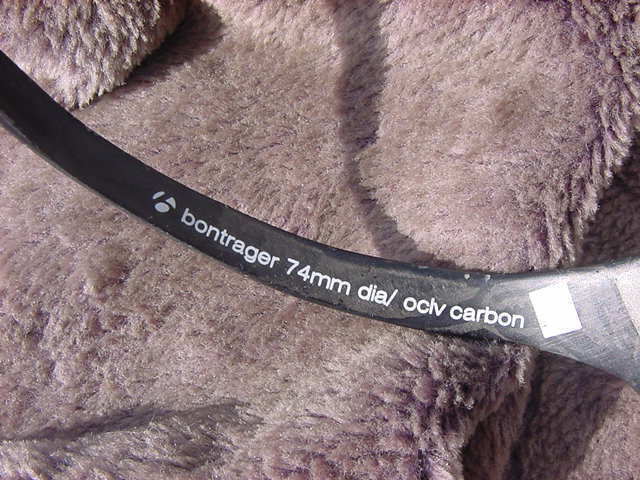 bontrager 74mm dia/ oclv carbon